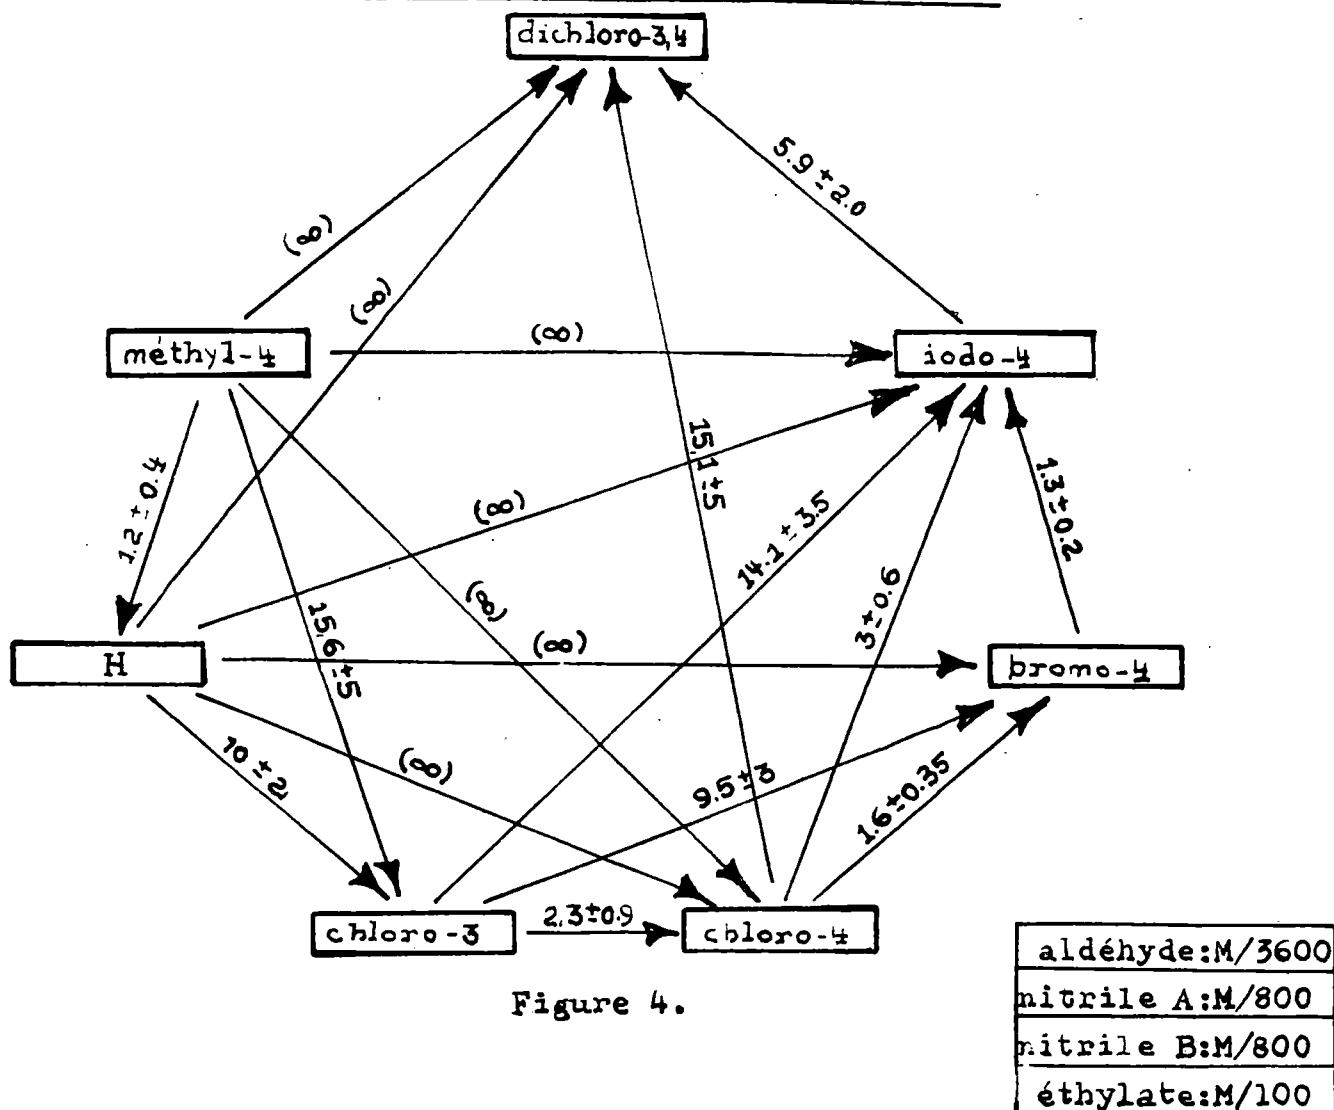 dichloro-3,4
5.9 ± 2.0
(∞)
(∞)
(∞)
méthyl-4
iodo-4
15,1 ± 5
1.2 ± 0.4
(∞)
14.1 ± 3.5
1.3 ± 0.2
(∞)
3 ± 0.6
15,6 ± 5
(∞)
H
bromo-4
10 ± 2
(∞)
9.5 ± 3
1.6 ± 0.35
chloro-3
2,3 ± 0.9
chloro-4
Figure 4.
aldéhyde:M/3600
nitrile A:M/800
nitrile B:M/800
éthylate:M/100